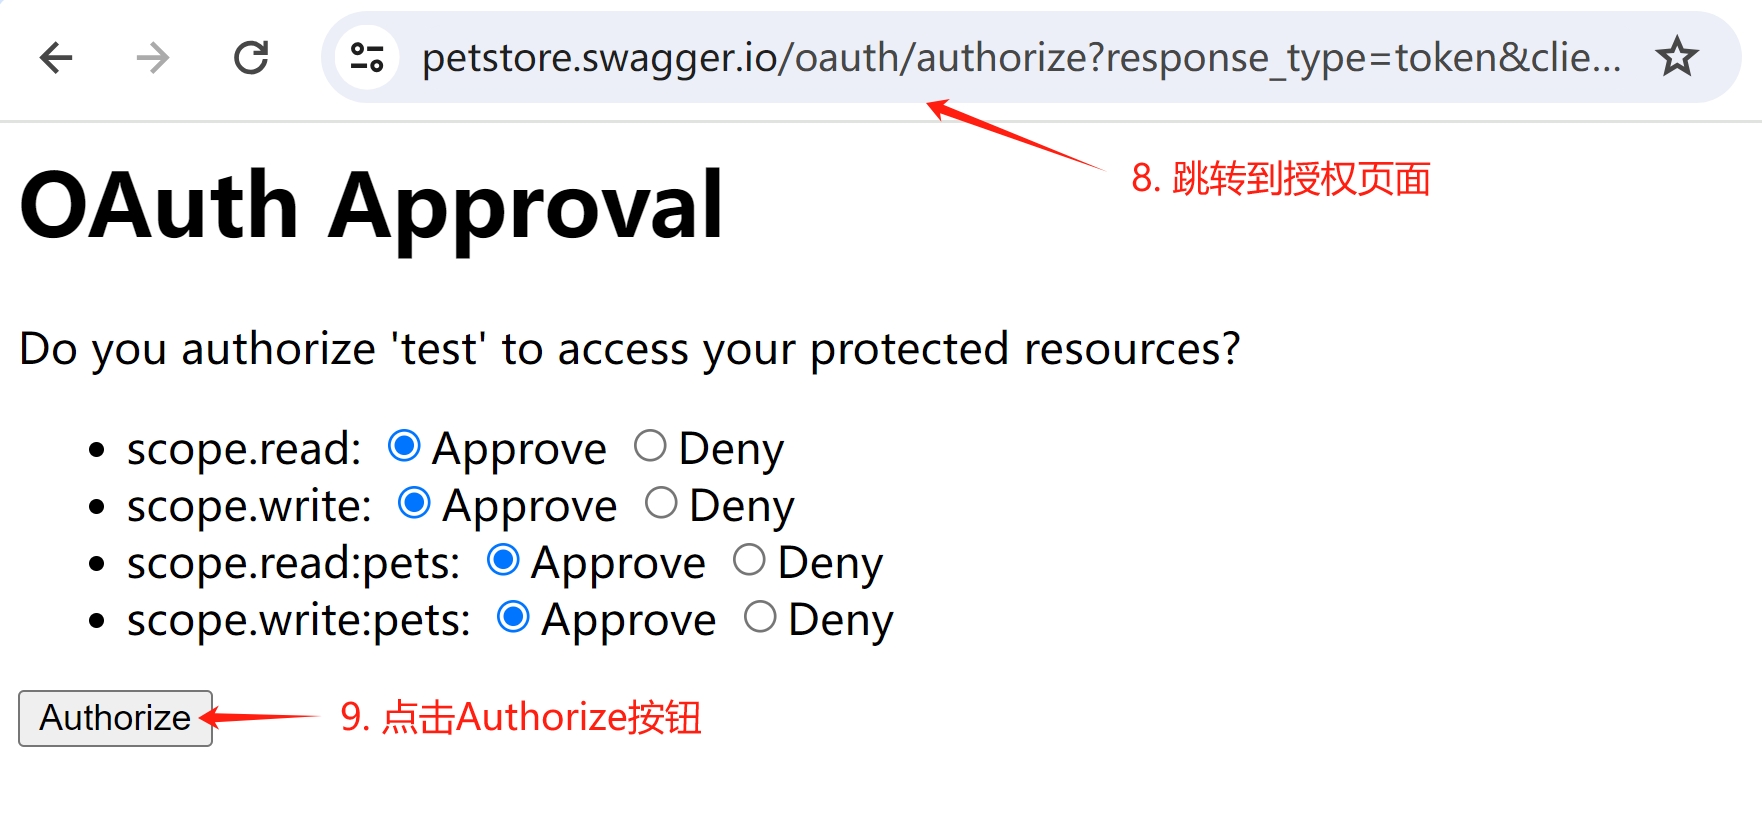 petstore.swagger.io/oauth/authorize?response_type=token&clie...
8. 跳转到授权页面
OAuth Approval
Do you authorize 'test' to access your protected resources?
• scope.read: Approve Deny
• scope.write: Approve Deny
• scope.read:pets: Approve Deny
• scope.write:pets: Approve Deny
Authorize 9. 点击Authorize按钮